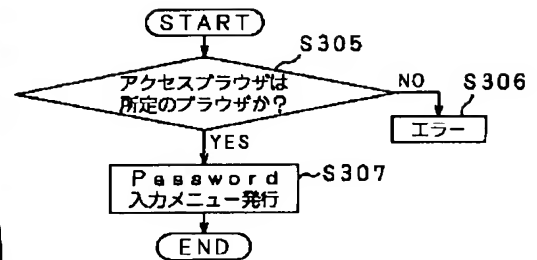 START
S305
アクセスブラウザは
所定のブラウザか?
NO
S306
エラー
YES
Password
入力メニュー発行
S307
END